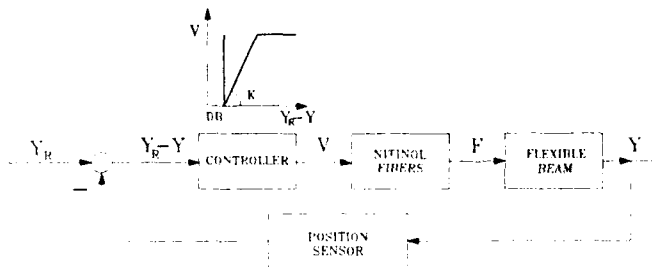 V
K
DB
Y_R-Y
Y_R
Y_R-Y
CONTROLLER
V
NITINOL
FIBERS
F
FLEXIBLE
BEAM
Y
−
POSITION
SENSOR